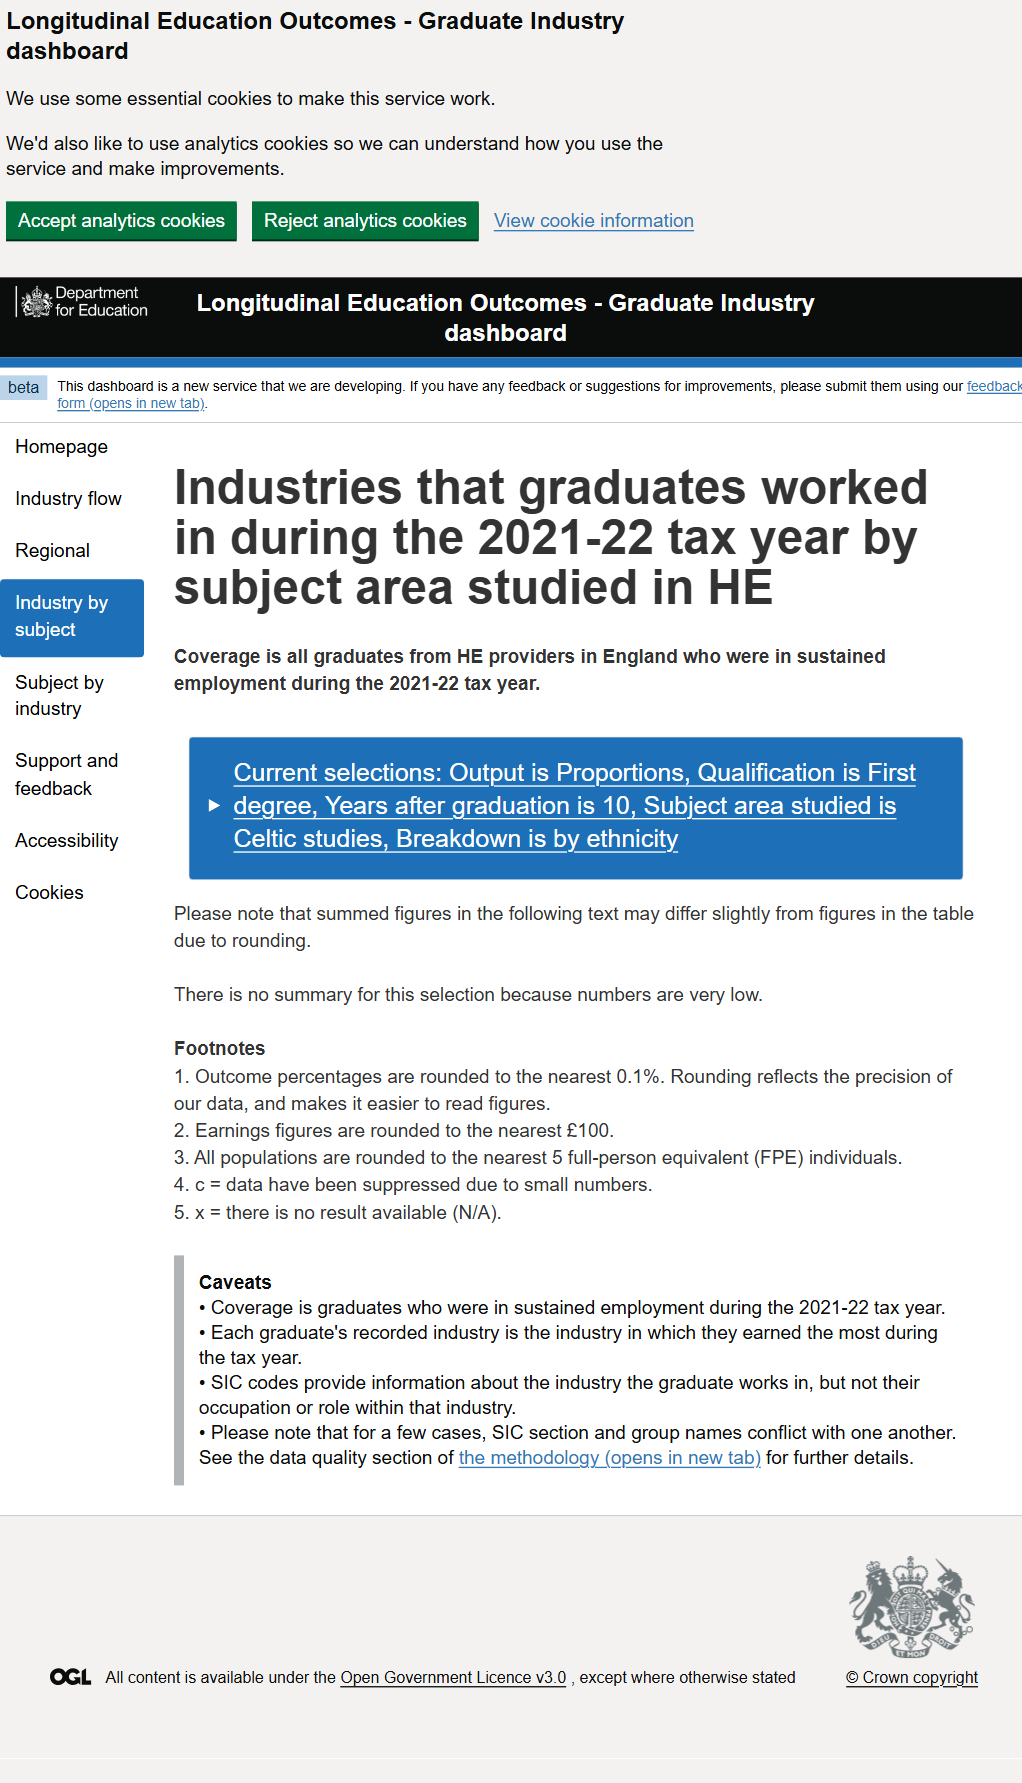 Longitudinal Education Outcomes - Graduate Industry
dashboard
We use some essential cookies to make this service work.
We'd also like to use analytics cookies so we can understand how you use the
service and make improvements.
Accept analytics cookies
Reject analytics cookies
View cookie information
Department
for Education
Longitudinal Education Outcomes - Graduate Industry
dashboard
beta
This dashboard is a new service that we are developing. If you have any feedback or suggestions for improvements, please submit them using our feedback
form (opens in new tab).
Homepage
Industry flow
Regional
Industry by
subject
Subject by
industry
Support and
feedback
Accessibility
Cookies
Industries that graduates worked
in during the 2021-22 tax year by
subject area studied in HE
Coverage is all graduates from HE providers in England who were in sustained
employment during the 2021-22 tax year.
Current selections: Output is Proportions, Qualification is First
degree, Years after graduation is 10, Subject area studied is
Celtic studies, Breakdown is by ethnicity
Please note that summed figures in the following text may differ slightly from figures in the table
due to rounding.
There is no summary for this selection because numbers are very low.
Footnotes
1. Outcome percentages are rounded to the nearest 0.1%. Rounding reflects the precision of
our data, and makes it easier to read figures.
2. Earnings figures are rounded to the nearest £100.
3. All populations are rounded to the nearest 5 full-person equivalent (FPE) individuals.
4. c = data have been suppressed due to small numbers.
5. x = there is no result available (N/A).
Caveats
• Coverage is graduates who were in sustained employment during the 2021-22 tax year.
• Each graduate's recorded industry is the industry in which they earned the most during
the tax year.
• SIC codes provide information about the industry the graduate works in, but not their
occupation or role within that industry.
• Please note that for a few cases, SIC section and group names conflict with one another.
See the data quality section of the methodology (opens in new tab) for further details.
OGL
All content is available under the Open Government Licence v3.0 , except where otherwise stated
DIEU ET MON DROIT
© Crown copyright